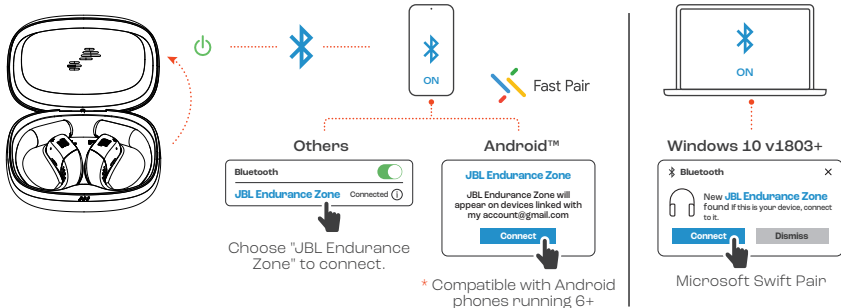 ON
Fast Pair
Others
Bluetooth
JBL Endurance Zone Connected
Choose "JBL Endurance
Zone" to connect.
Android™
JBL Endurance Zone
JBL Endurance Zone will
appear on devices linked with
my account@gmail.com
Connect
* Compatible with Android
phones running 6+
ON
Windows 10 v1803+
Bluetooth X
New JBL Endurance Zone
found If this is your device, connect
to it.
Connect Dismiss
Microsoft Swift Pair